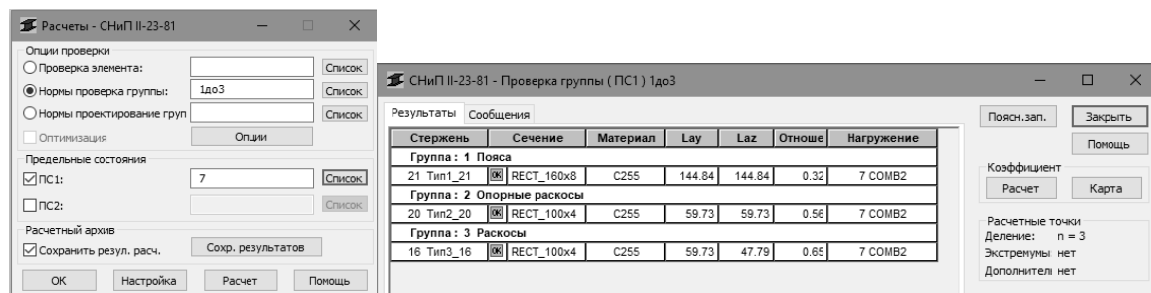 Расчеты - СНиП II-23-81
Опции проверки
Проверка элемента: Список
Нормы проверка группы: 1до3 Список
Нормы проектирование груп Список
Оптимизация Опции
Предельные состояния
ПС1: 7 Список
ПС2: Список
Расчетный архив
Сохранить резул. расч. Сохр. результатов
OK Настройка Расчет Помощь
СНиП II-23-81 - Проверка группы ( ПС1 ) 1до3
Результаты Сообщения
Стержень Сечение Материал Lay Laz Отноше Нагружение
Группа : 1 Пояса
21 Тип1_21 OK RECT_160x8 C255 144.84 144.84 0.32 7 COMB2
Группа : 2 Опорные раскосы
20 Тип2_20 OK RECT_100x4 C255 59.73 59.73 0.56 7 COMB2
Группа : 3 Раскосы
16 Тип3_16 OK RECT_100x4 C255 59.73 47.79 0.65 7 COMB2
Поясн.зап. Закрыть
Помощь
Коэффициент
Расчет Карта
Расчетные точки
Деление: n = 3
Экстремумы: нет
Дополнител нет